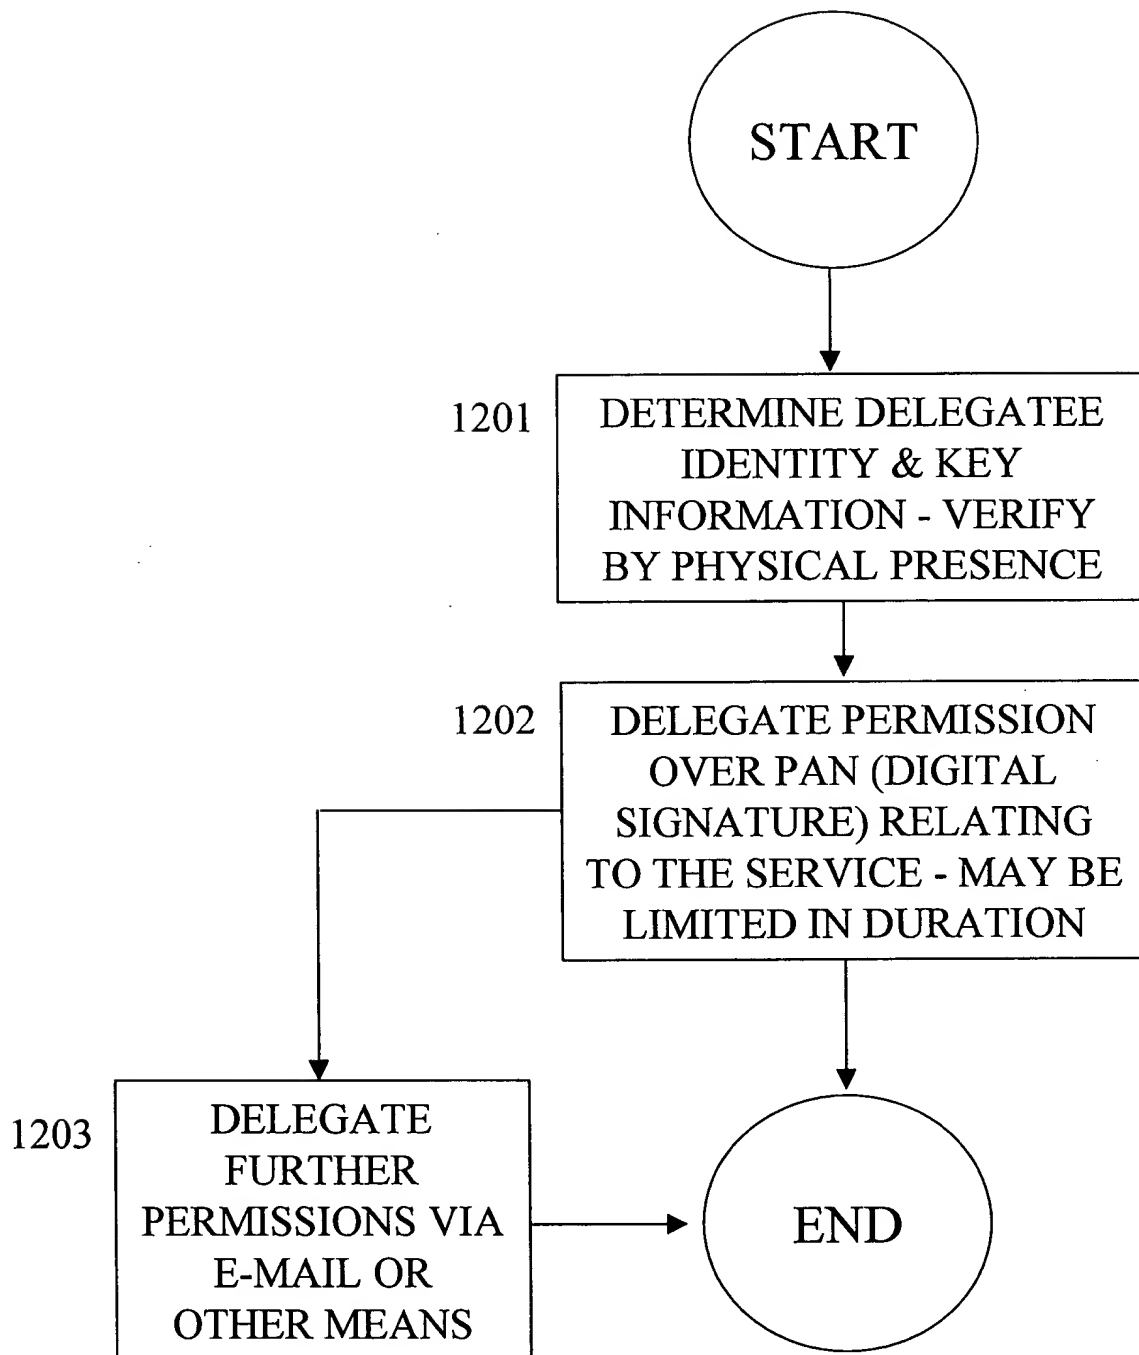 START
1201
DETERMINE DELEGATEE
IDENTITY & KEY
INFORMATION - VERIFY
BY PHYSICAL PRESENCE
1202
DELEGATE PERMISSION
OVER PAN (DIGITAL
SIGNATURE) RELATING
TO THE SERVICE - MAY BE
LIMITED IN DURATION
1203
DELEGATE
FURTHER
PERMISSIONS VIA
E-MAIL OR
OTHER MEANS
END